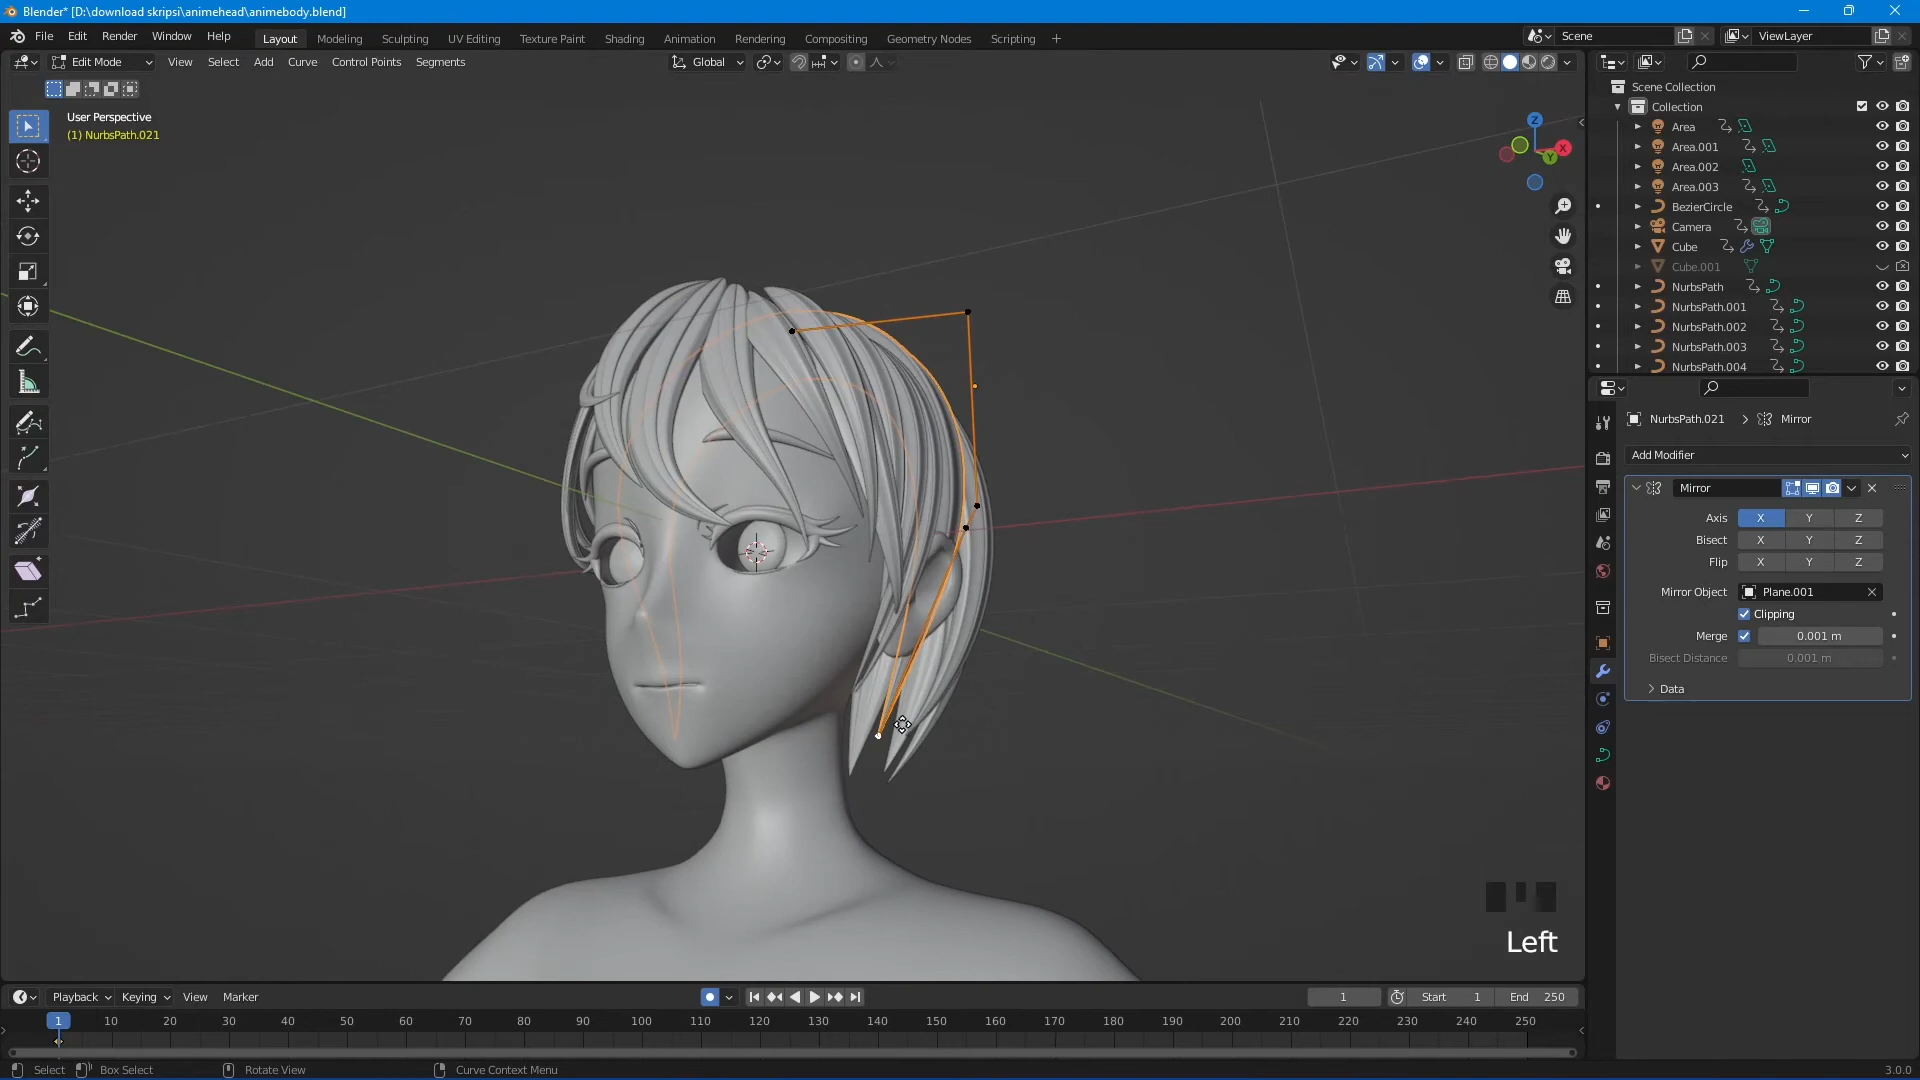 Blender* [D:\download skripsi\animehead\animebody.blend]
File Edit Render Window Help Layout Modeling Sculpting UV Editing Texture Paint Shading Animation Rendering Compositing Geometry Nodes Scripting + Scene ViewLayer
Edit Mode View Select Add Curve Control Points Segments Global
User Perspective
(1) NurbsPath.021
Z
X
Y
Scene Collection
Collection
Area
Area.001
Area.002
Area.003
BezierCircle
Camera
Cube
Cube.001
NurbsPath
NurbsPath.001
NurbsPath.002
NurbsPath.003
NurbsPath.004
NurbsPath.021 > Mirror
Add Modifier
Mirror
Axis X Y Z
Bisect X Y Z
Flip X Y Z
Mirror Object Plane.001
Clipping
Merge 0.001 m
Bisect Distance 0.001 m
Data
Left
Playback Keying View Marker 1 Start 1 End 250
1 10 20 30 40 50 60 70 80 90 100 110 120 130 140 150 160 170 180 190 200 210 220 230 240 250
Select Box Select Rotate View Curve Context Menu 3.0.0